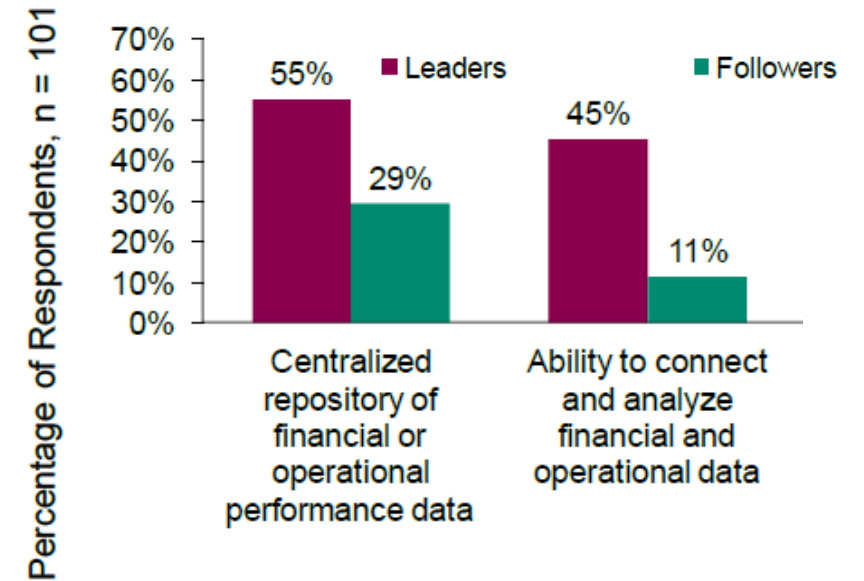 Percentage of Respondents, n = 101
70%
60%
50%
40%
30%
20%
10%
0%
Leaders
Followers
55%
29%
45%
11%
Centralized
repository of
financial or
operational
performance data
Ability to connect
and analyze
financial and
operational data